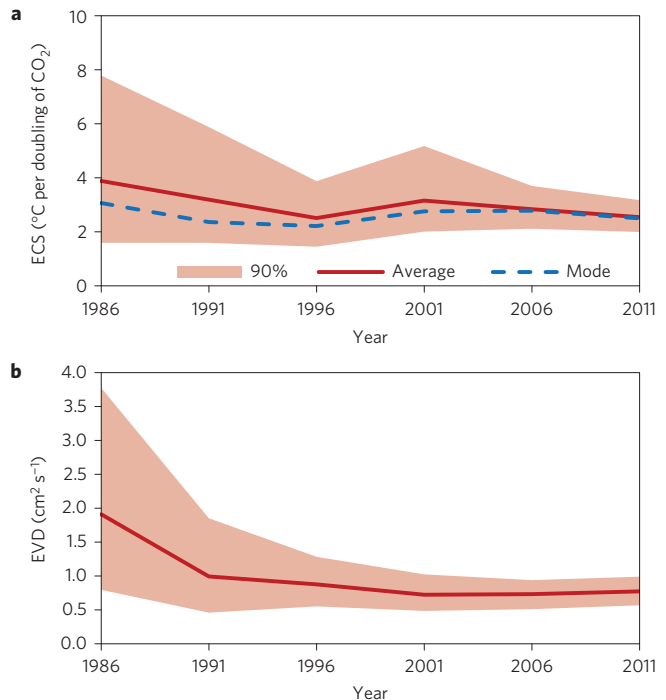 a
ECS (°C per doubling of CO₂)
10
8
6
4
2
0
90% Average Mode
1986 1991 1996 2001 2006 2011
Year
b
EVD (cm² s⁻¹)
4.0
3.5
3.0
2.5
2.0
1.5
1.0
0.5
0.0
1986 1991 1996 2001 2006 2011
Year